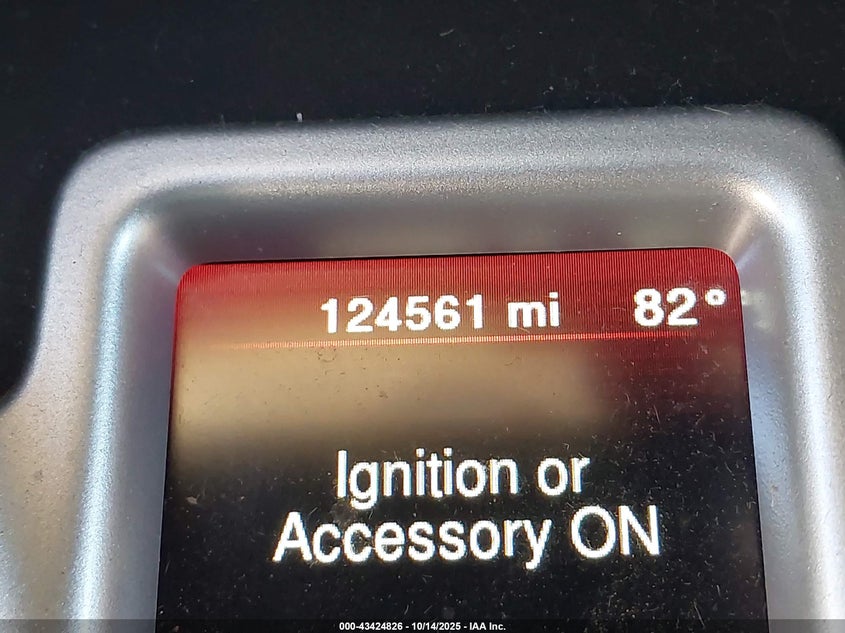 124561 mi 82°
Ignition or
Accessory ON
000-43424826 - 10/14/2025 - IAA Inc.